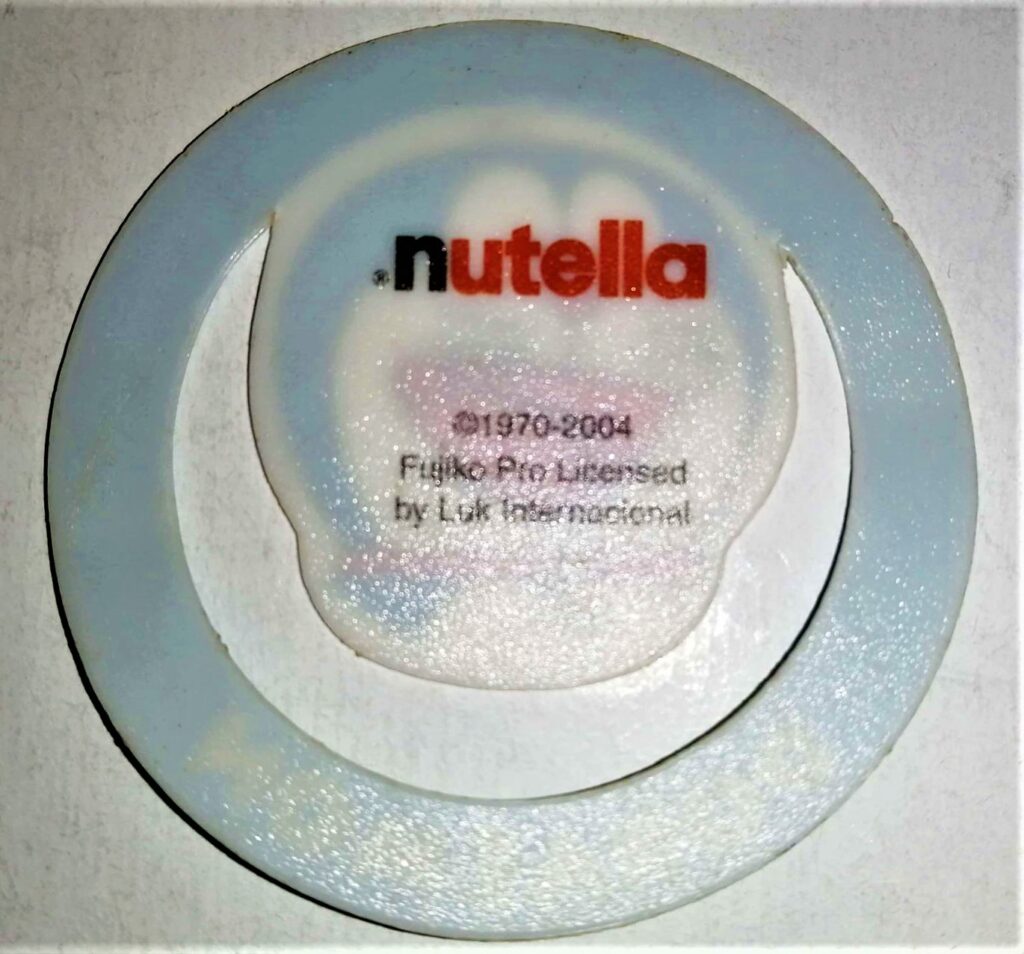 ®nutella
©1970-2004
Fujiko Pro Licensed
by Luk Internacional